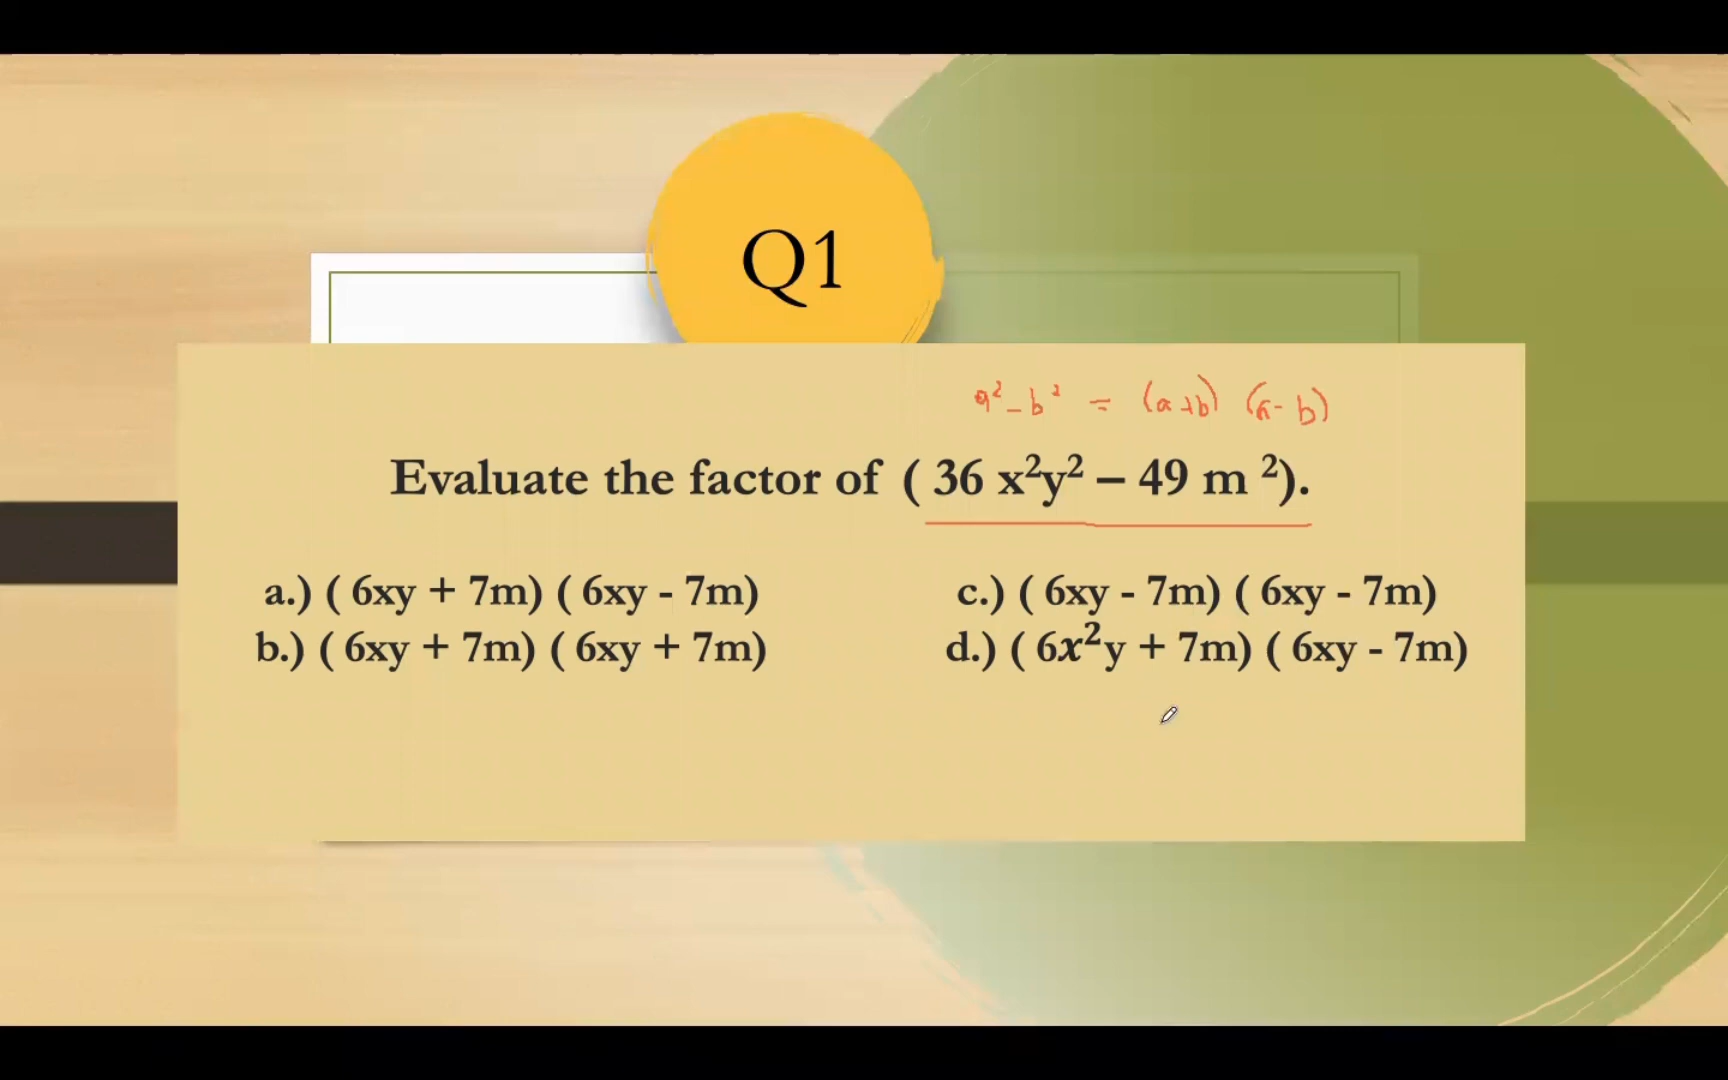 Q1
a² – b² = (a+b) (a- b)
Evaluate the factor of ( 36 x²y² – 49 m ²).
a.) ( 6xy + 7m) ( 6xy - 7m)
c.) ( 6xy - 7m) ( 6xy - 7m)
b.) ( 6xy + 7m) ( 6xy + 7m)
d.) ( 6x²y + 7m) ( 6xy - 7m)